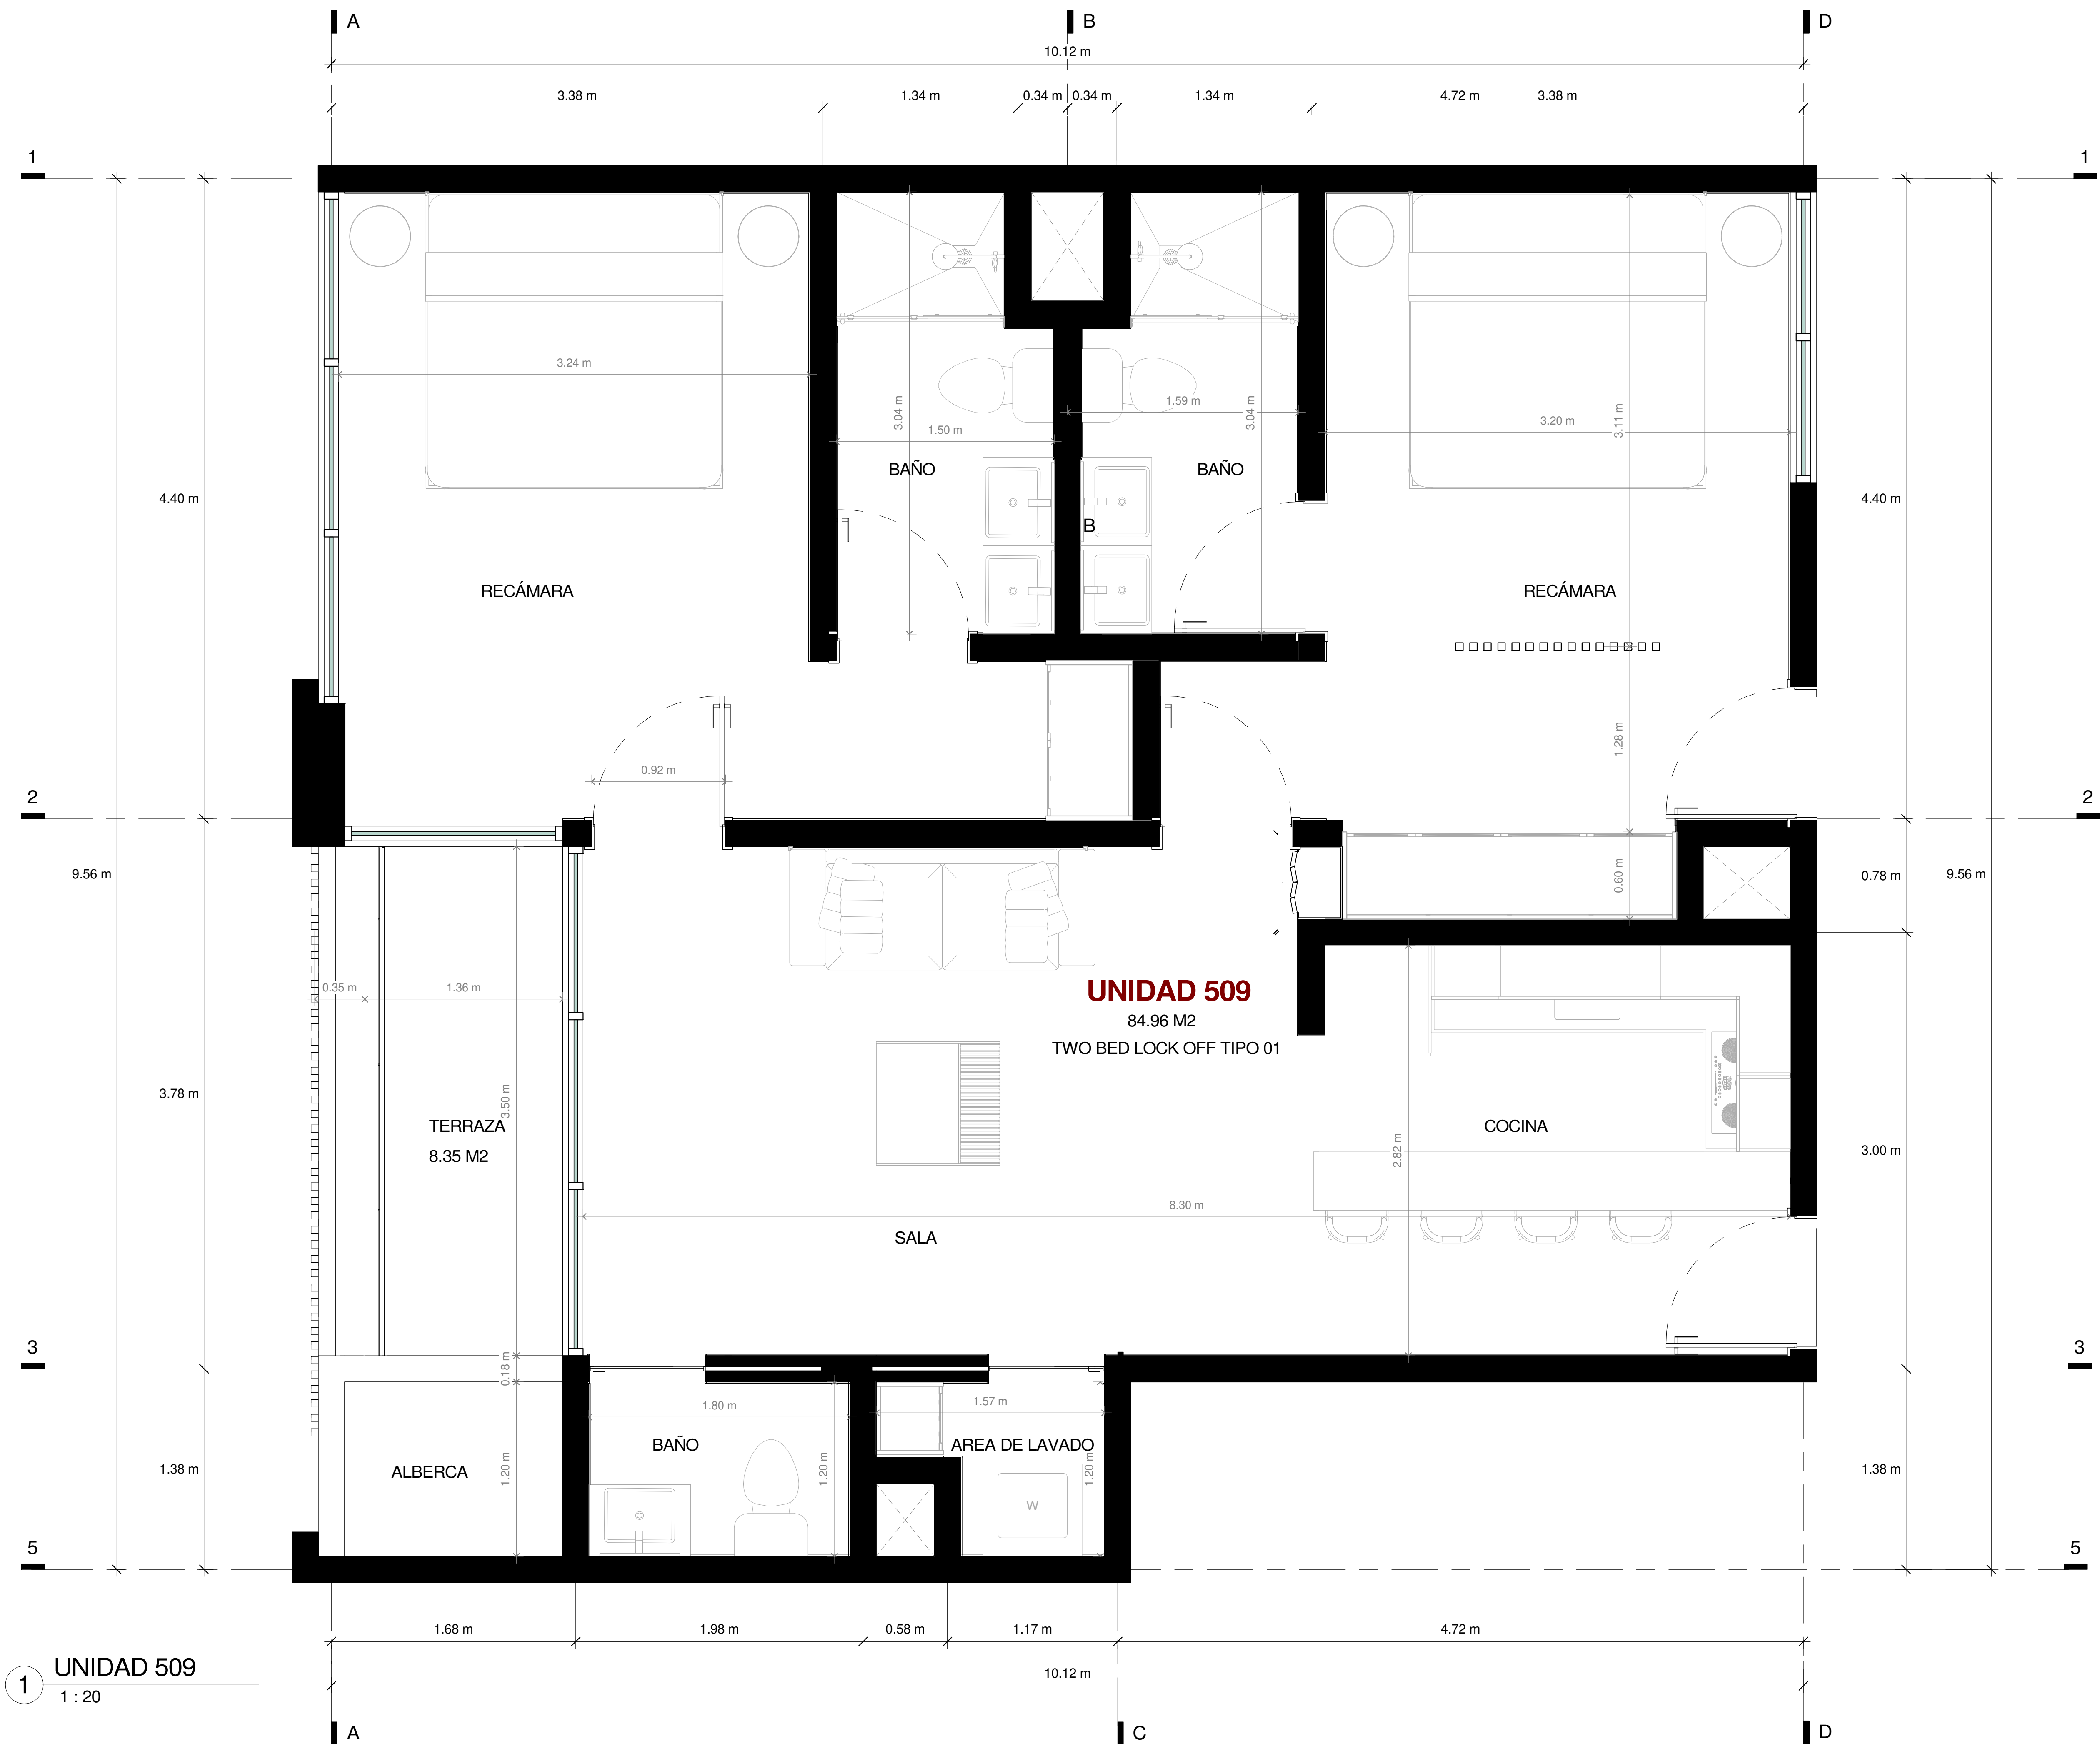 A
B
D
10.12 m
3.38 m
1.34 m
0.34 m
0.34 m
1.34 m
4.72 m
3.38 m
1
1
3.24 m
3.04 m
1.59 m
3.04 m
3.20 m
3.11 m
1.50 m
BAÑO
BAÑO
4.40 m
4.40 m
B
RECÁMARA
RECÁMARA
1.28 m
0.92 m
2
2
9.56 m
0.60 m
0.78 m
9.56 m
0.35 m
1.36 m
UNIDAD 509
84.96 M2
TWO BED LOCK OFF TIPO 01
3.78 m
3.50 m
TERRAZA
8.35 M2
COCINA
2.82 m
3.00 m
8.30 m
SALA
3
3
0.18 m
1.80 m
1.57 m
BAÑO
AREA DE LAVADO
ALBERCA
1.20 m
1.20 m
1.20 m
1.38 m
1.38 m
W
5
5
1.68 m
1.98 m
0.58 m
1.17 m
4.72 m
10.12 m
1
UNIDAD 509
1 : 20
A
C
D